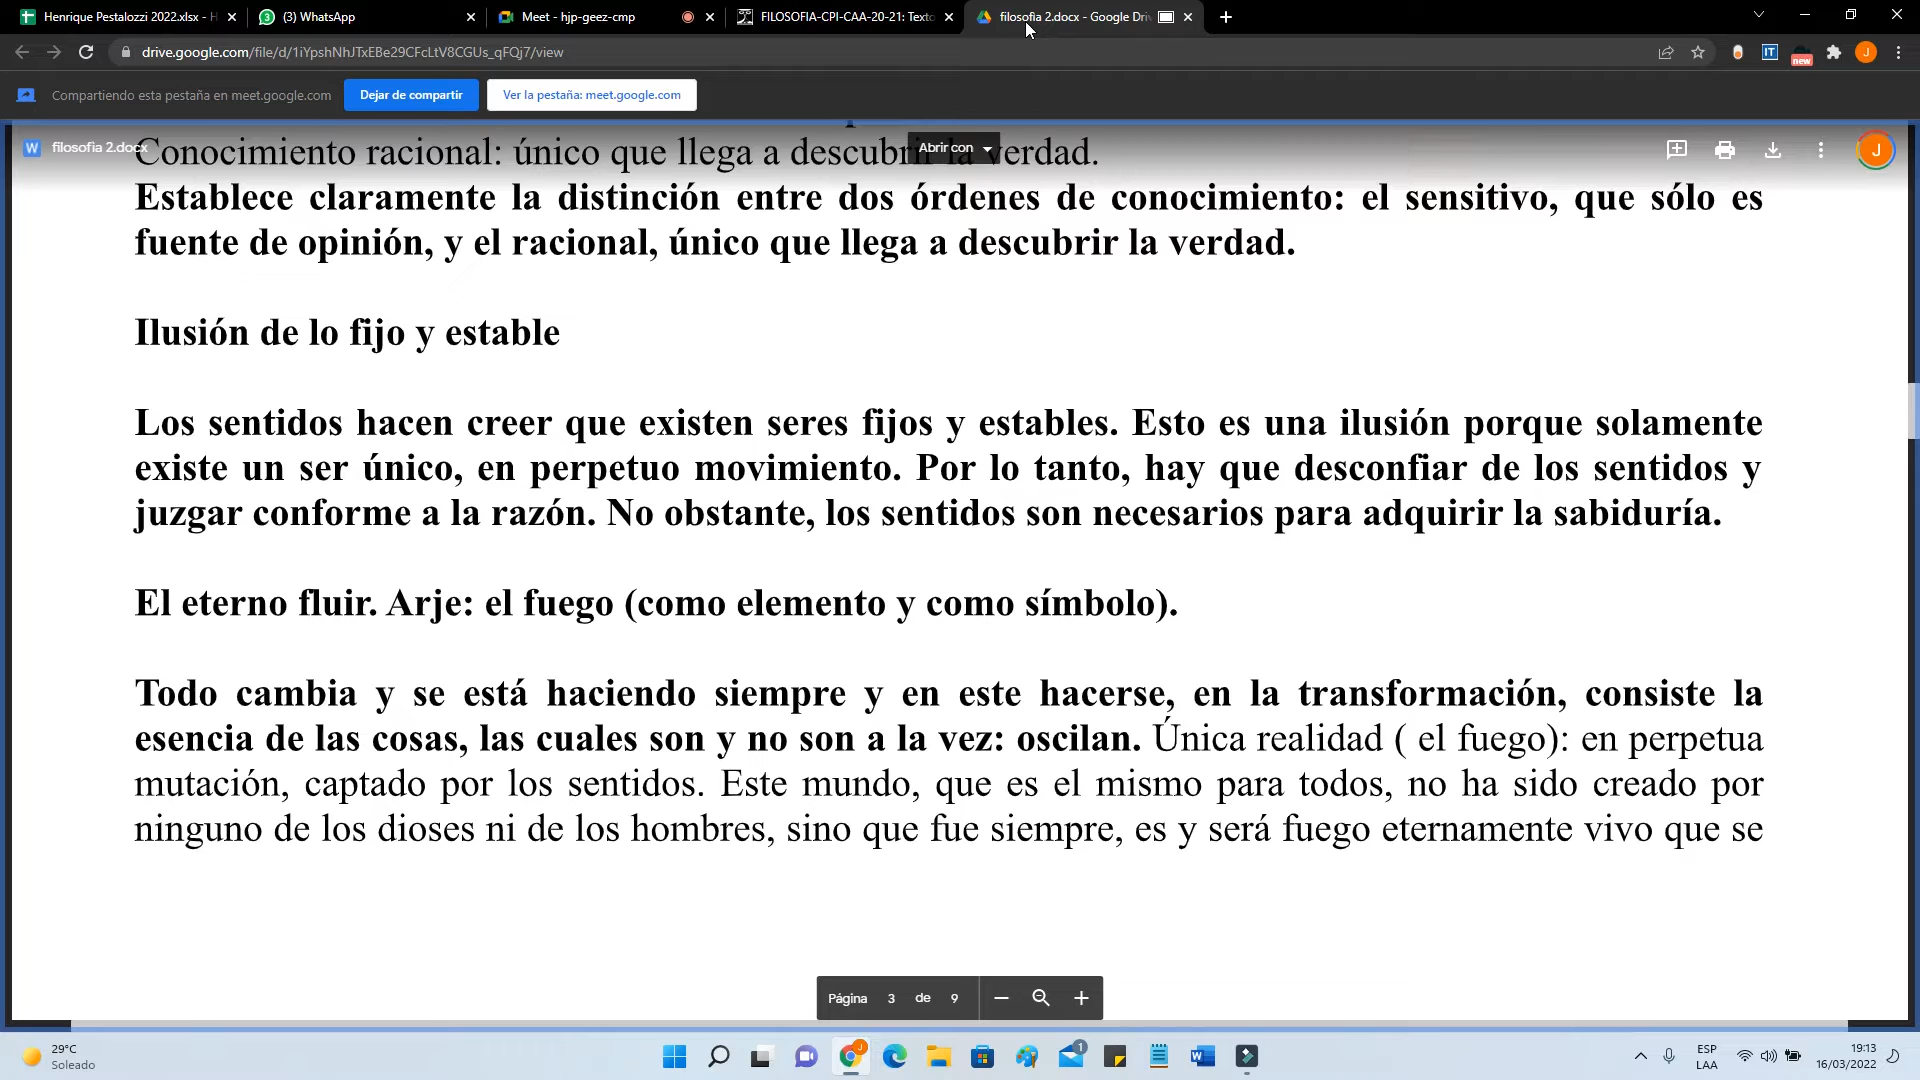 Henrique Pestalozzi 2022.xlsx - H
(3) WhatsApp
Meet - hjp-geez-cmp
FILOSOFIA-CPI-CAA-20-21: Texto
filosofia 2.docx - Google Driv
drive.google.com/file/d/1iYpshNhJTxEBe29CFcLtV8CGUs_qFQj7/view
IT
new
J
Compartiendo esta pestaña en meet.google.com
Dejar de compartir
Ver la pestaña: meet.google.com
W
filosofia 2.docx
Abrir con
J
Conocimiento racional: único que llega a descubrir la verdad.
Establece claramente la distinción entre dos órdenes de conocimiento: el sensitivo, que sólo es
fuente de opinión, y el racional, único que llega a descubrir la verdad.
Ilusión de lo fijo y estable
Los sentidos hacen creer que existen seres fijos y estables. Esto es una ilusión porque solamente
existe un ser único, en perpetuo movimiento. Por lo tanto, hay que desconfiar de los sentidos y
juzgar conforme a la razón. No obstante, los sentidos son necesarios para adquirir la sabiduría.
El eterno fluir. Arje: el fuego (como elemento y como símbolo).
Todo cambia y se está haciendo siempre y en este hacerse, en la transformación, consiste la
esencia de las cosas, las cuales son y no son a la vez: oscilan. Única realidad ( el fuego): en perpetua
mutación, captado por los sentidos. Este mundo, que es el mismo para todos, no ha sido creado por
ninguno de los dioses ni de los hombres, sino que fue siempre, es y será fuego eternamente vivo que se
Página 3 de 9
29°C
Soleado
J
1
ESP
LAA
19:13
16/03/2022